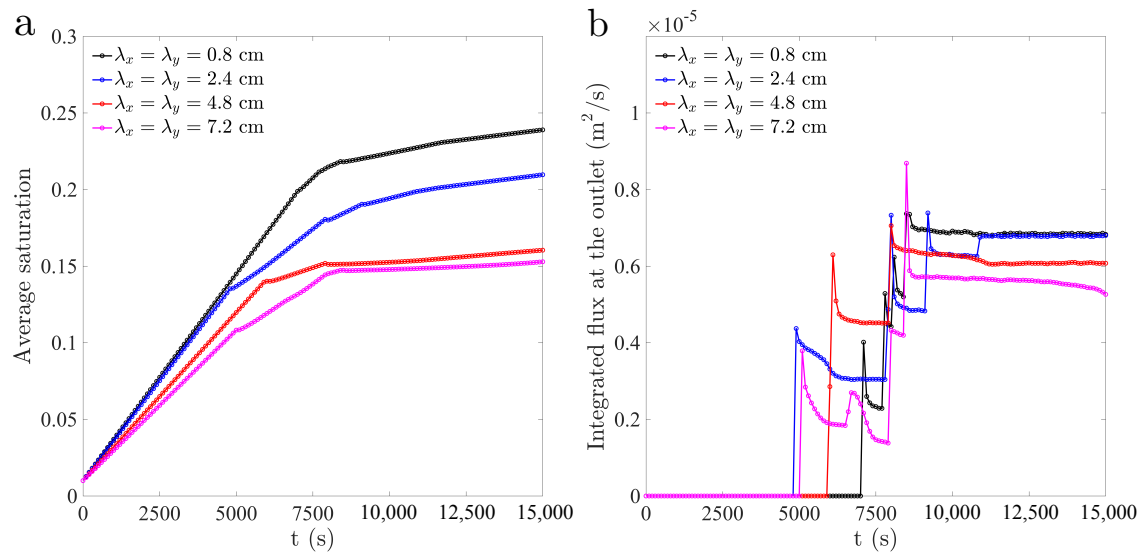 a
0.3
0.25
0.2
0.15
0.1
0.05
0
Average saturation
λx = λy = 0.8 cm
λx = λy = 2.4 cm
λx = λy = 4.8 cm
λx = λy = 7.2 cm
0 2500 5000 7500 10,000 12,500 15,000
t (s)
b
×10-5
1
0.8
0.6
0.4
0.2
0
Integrated flux at the outlet (m²/s)
λx = λy = 0.8 cm
λx = λy = 2.4 cm
λx = λy = 4.8 cm
λx = λy = 7.2 cm
0 2500 5000 7500 10,000 12,500 15,000
t (s)